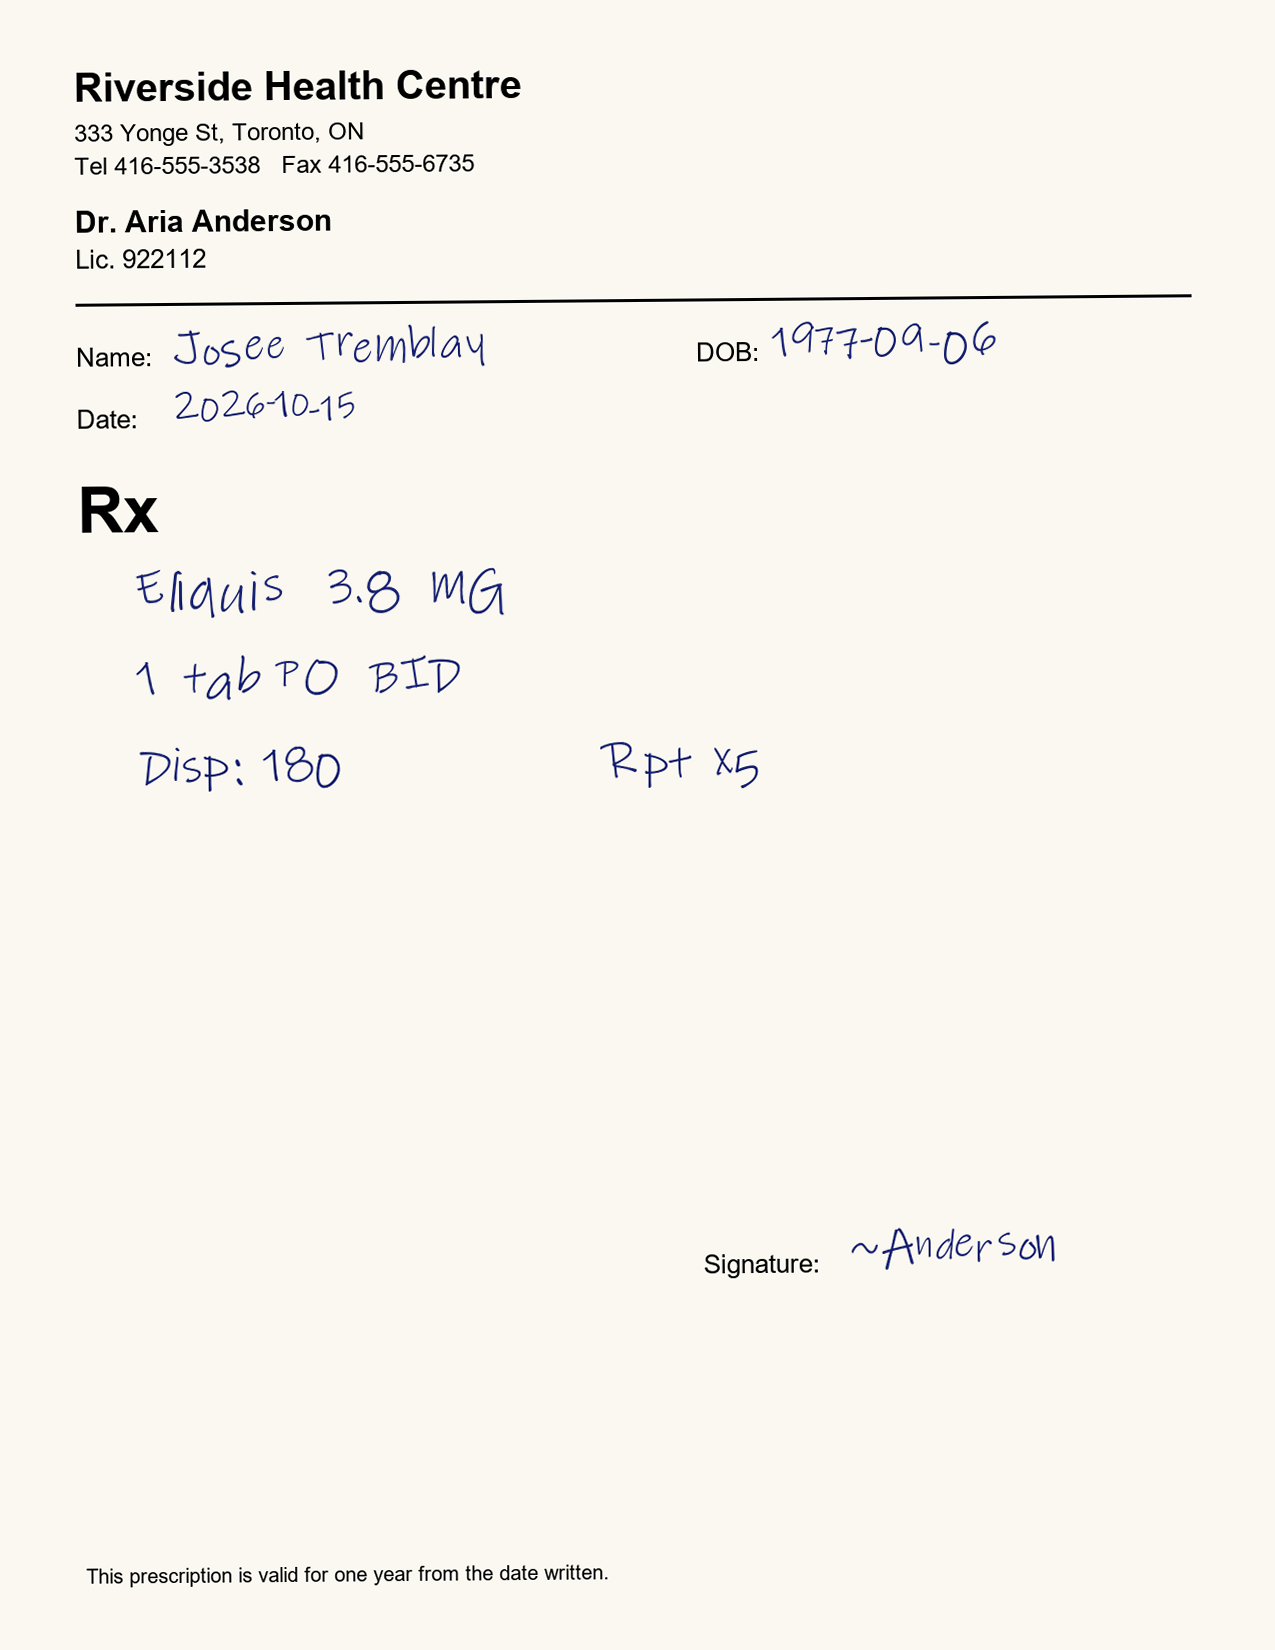 Riverside Health Centre
333 Yonge St, Toronto, ON
Tel 416-555-3538 Fax 416-555-6735
Dr. Aria Anderson
Lic. 922112
Name: Josee Tremblay DOB: 1977-09-06
Date: 2026-10-15
Rx
Eliquis 3.8 MG
1 tab PO BID
Disp: 180 Rpt x5
Signature: ~Anderson
This prescription is valid for one year from the date written.